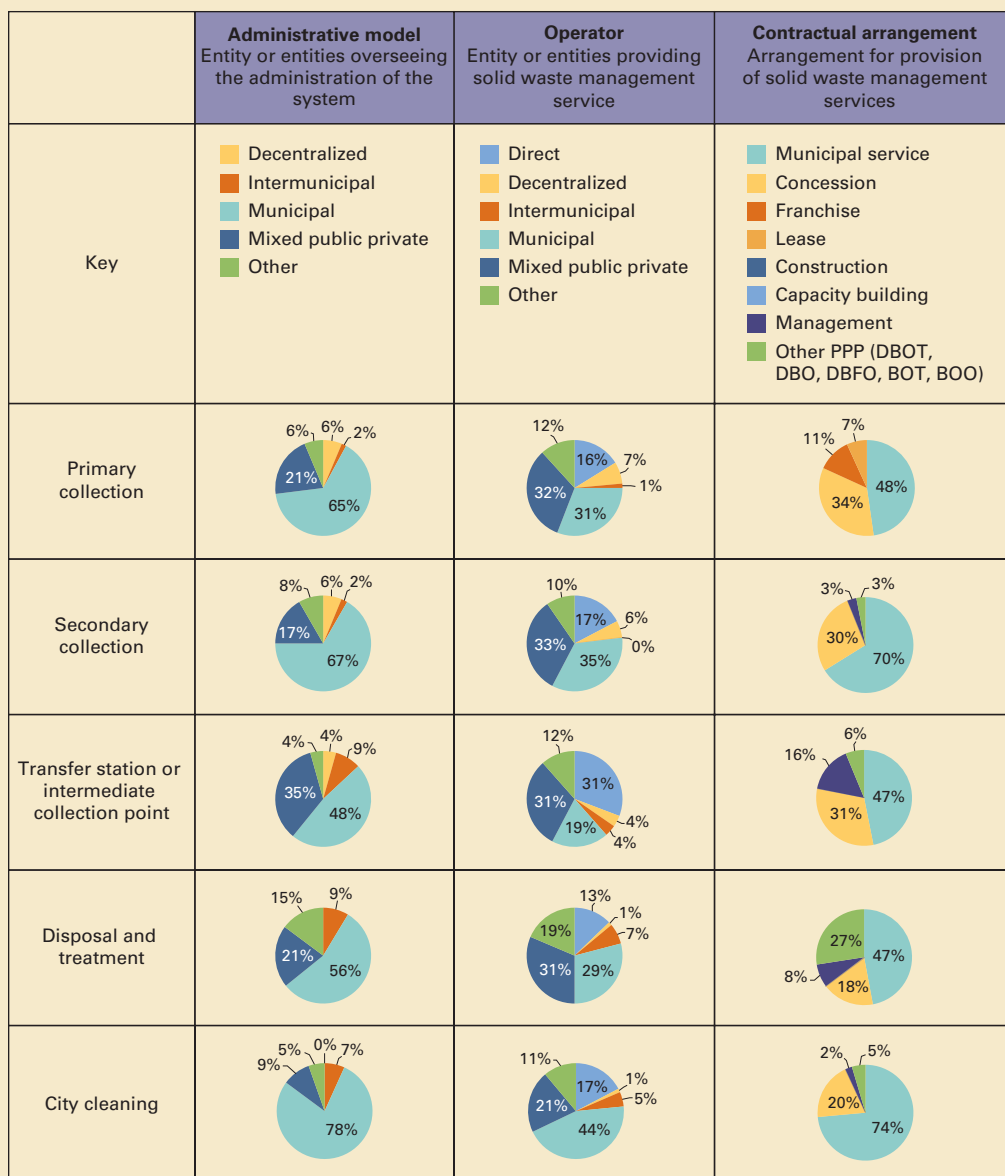 Administrative model
Entity or entities overseeing
the administration of the
system
Operator
Entity or entities providing
solid waste management
service
Contractual arrangement
Arrangement for provision
of solid waste management
services
Key
Decentralized
Intermunicipal
Municipal
Mixed public private
Other
Direct
Decentralized
Intermunicipal
Municipal
Mixed public private
Other
Municipal service
Concession
Franchise
Lease
Construction
Capacity building
Management
Other PPP (DBOT,
DBO, DBFO, BOT, BOO)
Primary
collection
6% 6% 2%
21%
65%
12%
16%
7%
1%
32%
31%
7%
11%
48%
34%
Secondary
collection
8% 6% 2%
17%
67%
10%
17%
6%
0%
33%
35%
3% 3%
30%
70%
Transfer station or
intermediate
collection point
4% 4% 9%
35%
48%
12%
31%
31%
19%
4%
4%
6%
16%
47%
31%
Disposal and
treatment
15% 9%
21%
56%
13%
1%
7%
19%
31%
29%
27%
47%
8%
18%
City cleaning
5% 0% 7%
9%
78%
11%
17%
1%
5%
21%
44%
2% 5%
20%
74%